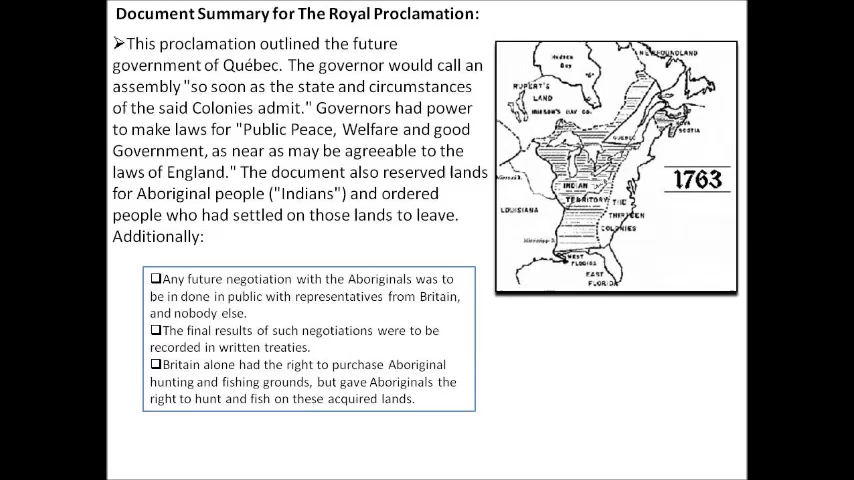 Document Summary for The Royal Proclamation:
➢This proclamation outlined the future
government of Québec. The governor would call an
assembly "so soon as the state and circumstances
of the said Colonies admit." Governors had power
to make laws for "Public Peace, Welfare and good
Government, as near as may be agreeable to the
laws of England." The document also reserved lands
for Aboriginal people ("Indians") and ordered
people who had settled on those lands to leave.
Additionally:
❑Any future negotiation with the Aboriginals was to
be in done in public with representatives from Britain,
and nobody else.
❑The final results of such negotiations were to be
recorded in written treaties.
❑Britain alone had the right to purchase Aboriginal
hunting and fishing grounds, but gave Aboriginals the
right to hunt and fish on these acquired lands.
NEWFOUNDLAND
Hudson
Bay
RUPERT'S
LAND
HUDSON'S BAY CO.
NOVA
SCOTIA
QUEBEC
1763
Missouri R.
INDIAN
TERRITORY
THE
THIRTEEN
COLONIES
LOUISIANA
Mississippi R.
WEST
FLORIDA
EAST
FLORIDA